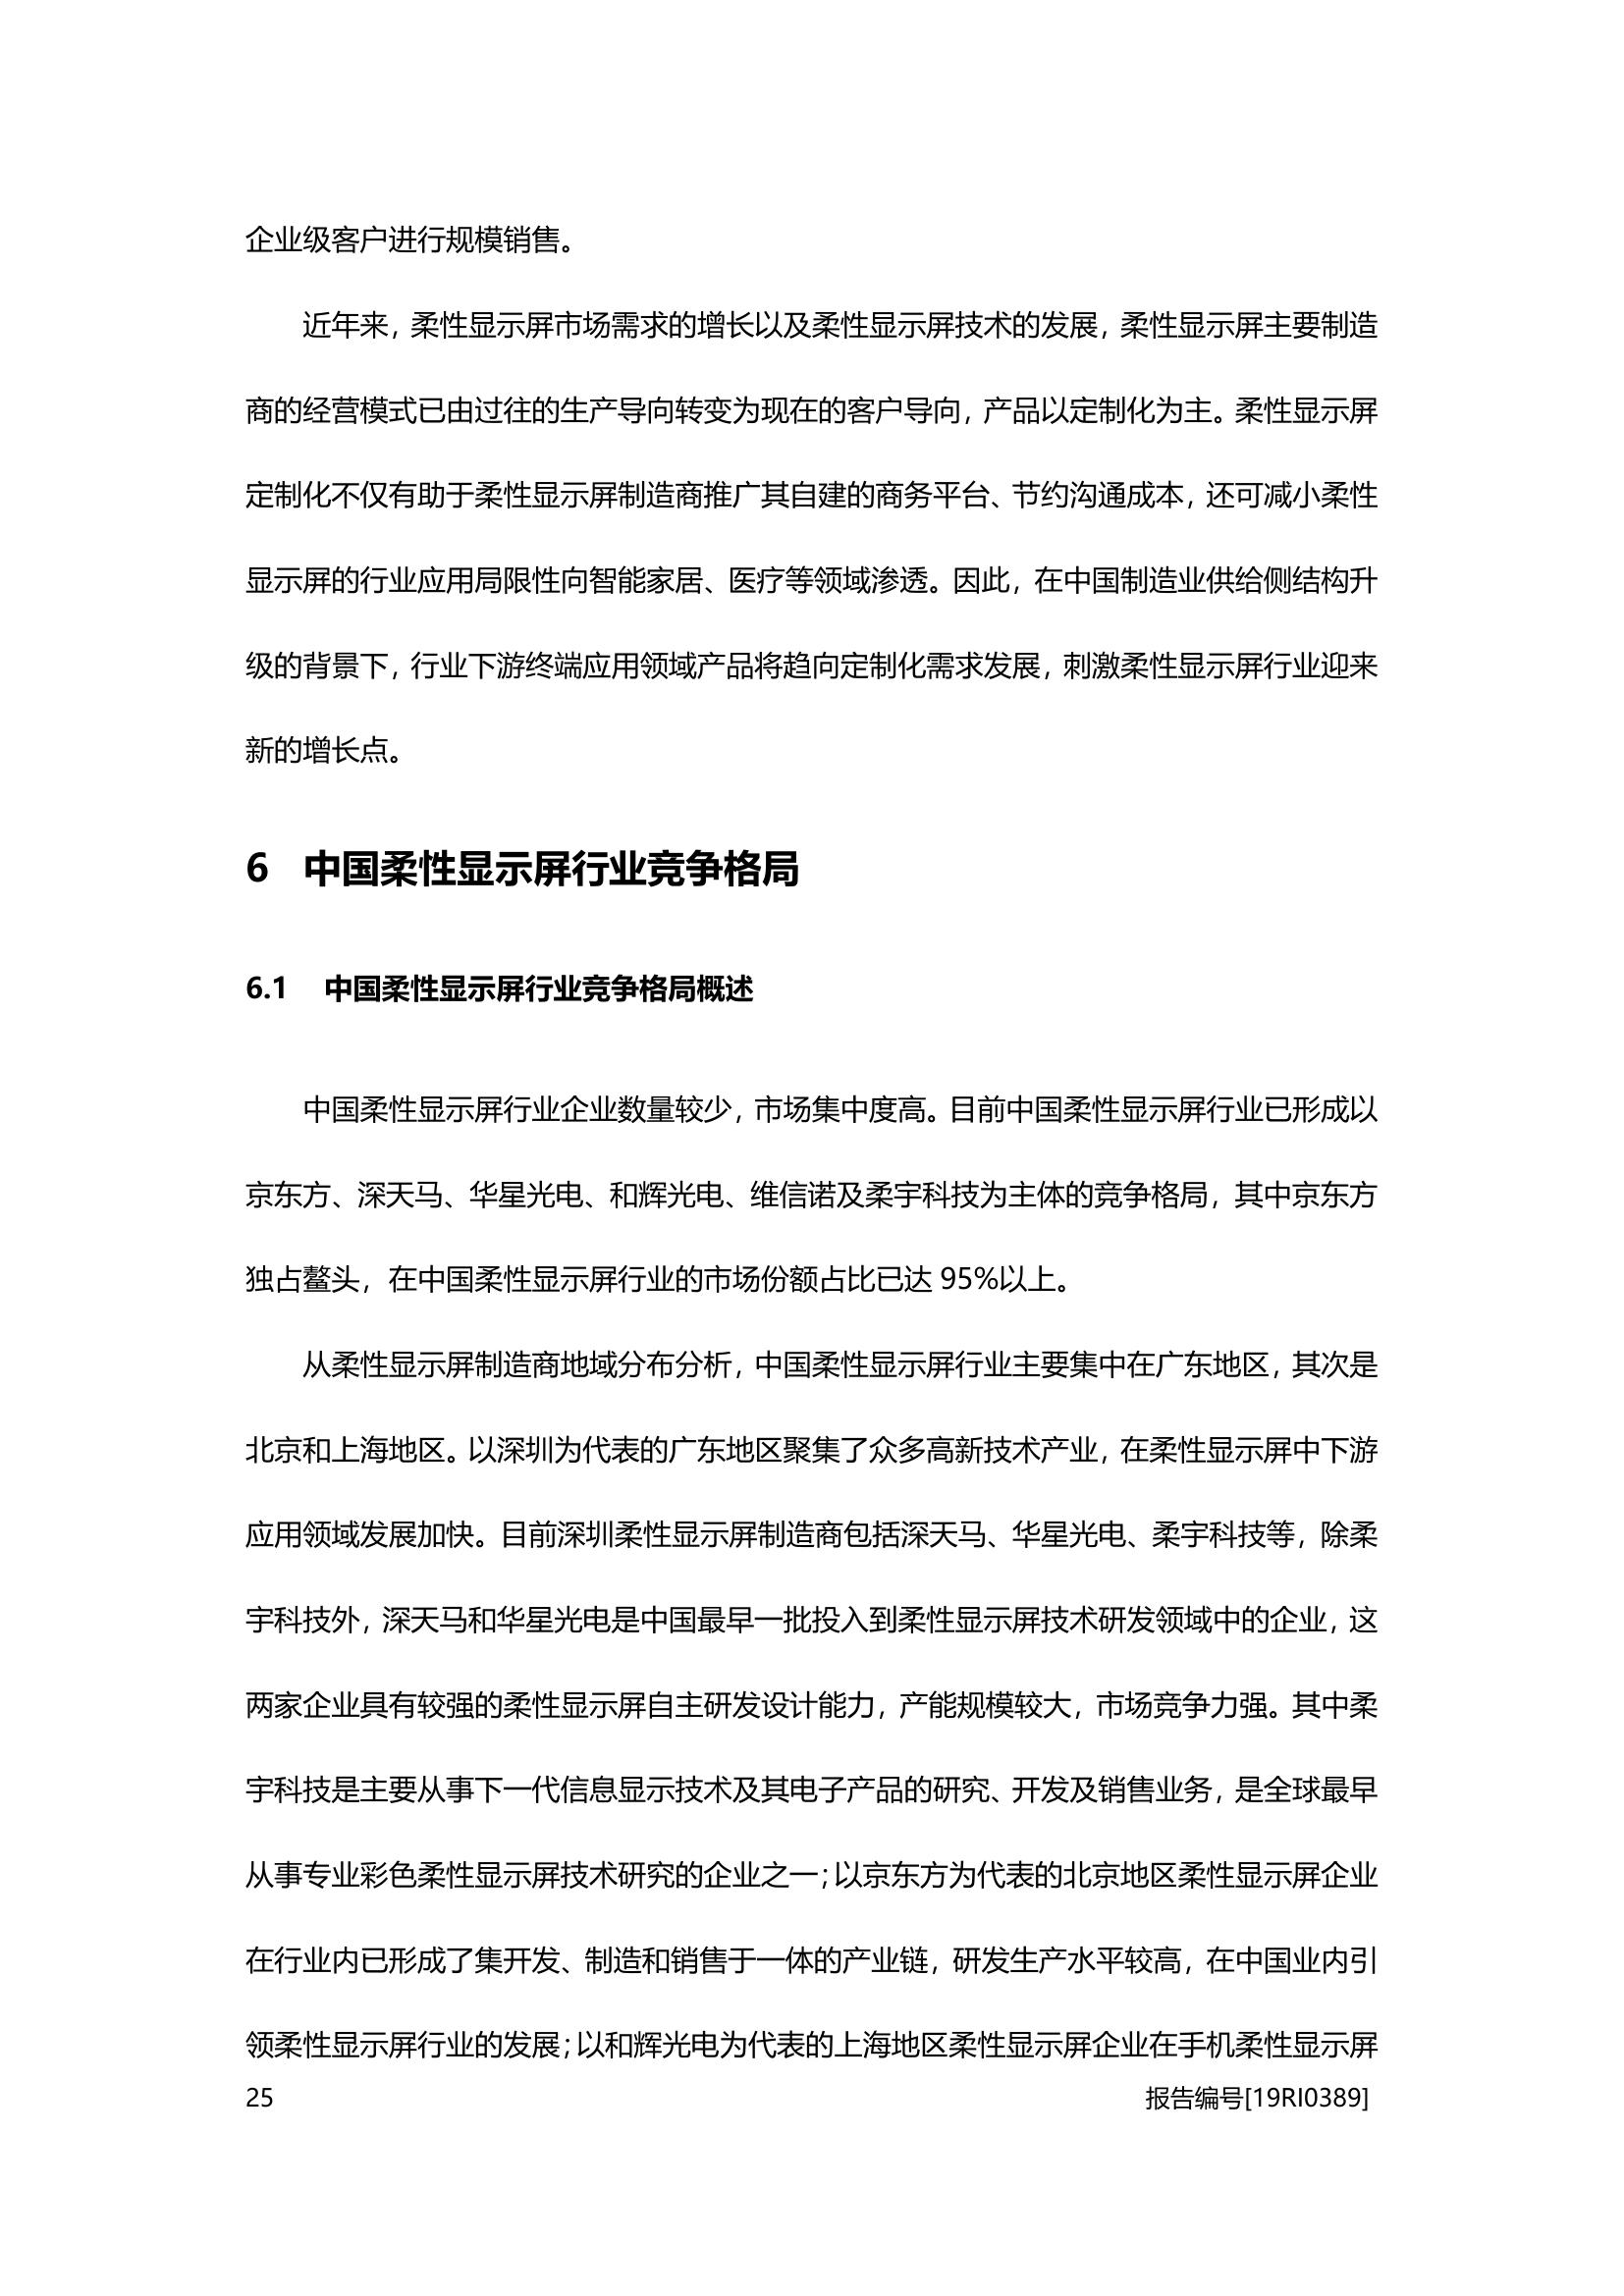 企业级客户进行规模销售。
近年来，柔性显示屏市场需求的增长以及柔性显示屏技术的发展，柔性显示屏主要制造
商的经营模式已由过往的生产导向转变为现在的客户导向，产品以定制化为主。柔性显示屏
定制化不仅有助于柔性显示屏制造商推广其自建的商务平台、节约沟通成本，还可减小柔性
显示屏的行业应用局限性向智能家居、医疗等领域渗透。因此，在中国制造业供给侧结构升
级的背景下，行业下游终端应用领域产品将趋向定制化需求发展，刺激柔性显示屏行业迎来
新的增长点。
6 中国柔性显示屏行业竞争格局
6.1 中国柔性显示屏行业竞争格局概述
中国柔性显示屏行业企业数量较少，市场集中度高。目前中国柔性显示屏行业已形成以
京东方、深天马、华星光电、和辉光电、维信诺及柔宇科技为主体的竞争格局，其中京东方
独占鳌头，在中国柔性显示屏行业的市场份额占比已达 95%以上。
从柔性显示屏制造商地域分布分析，中国柔性显示屏行业主要集中在广东地区，其次是
北京和上海地区。以深圳为代表的广东地区聚集了众多高新技术产业，在柔性显示屏中下游
应用领域发展加快。目前深圳柔性显示屏制造商包括深天马、华星光电、柔宇科技等，除柔
宇科技外，深天马和华星光电是中国最早一批投入到柔性显示屏技术研发领域中的企业，这
两家企业具有较强的柔性显示屏自主研发设计能力，产能规模较大，市场竞争力强。其中柔
宇科技是主要从事下一代信息显示技术及其电子产品的研究、开发及销售业务，是全球最早
从事专业彩色柔性显示屏技术研究的企业之一；以京东方为代表的北京地区柔性显示屏企业
在行业内已形成了集开发、制造和销售于一体的产业链，研发生产水平较高，在中国业内引
领柔性显示屏行业的发展；以和辉光电为代表的上海地区柔性显示屏企业在手机柔性显示屏
25 报告编号[19RI0389]